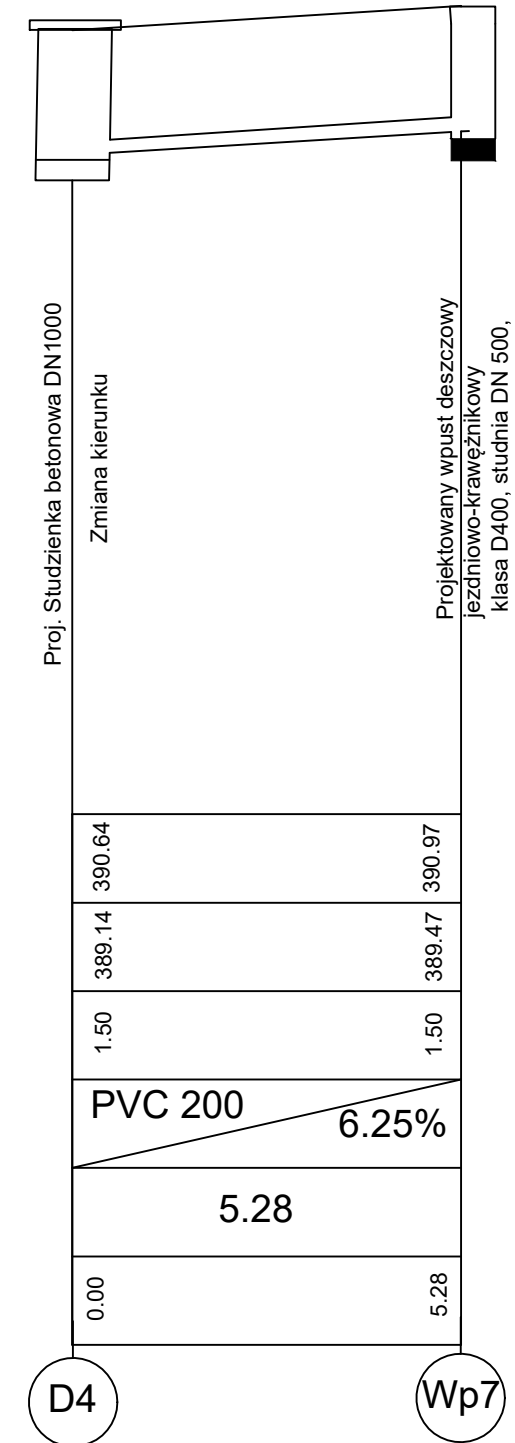 Proj. Studzienka betonowa DN1000
Zmiana kierunku
Projektowany wpust deszczowy
jezdniowo-krawężnikowy
klasa D400, studnia DN 500,
390.64
390.97
389.14
389.47
1.50
1.50
PVC 200
6.25%
5.28
0.00
5.28
D4
Wp7